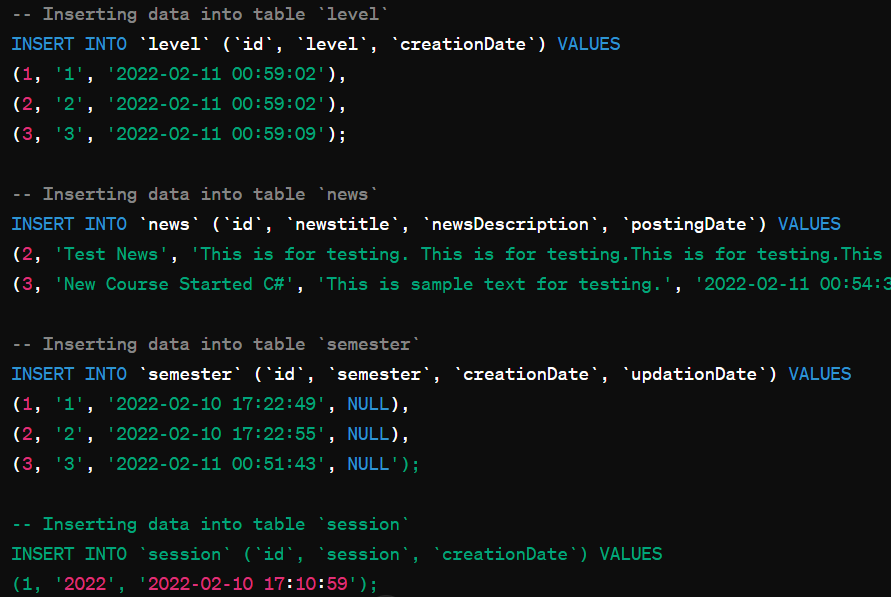 -- Inserting data into table `level`
INSERT INTO `level` (`id`, `level`, `creationDate`) VALUES
(1, '1', '2022-02-11 00:59:02'),
(2, '2', '2022-02-11 00:59:02'),
(3, '3', '2022-02-11 00:59:09');
-- Inserting data into table `news`
INSERT INTO `news` (`id`, `newstitle`, `newsDescription`, `postingDate`) VALUES
(2, 'Test News', 'This is for testing. This is for testing.This is for testing.This
(3, 'New Course Started C#', 'This is sample text for testing.', '2022-02-11 00:54:3
-- Inserting data into table `semester`
INSERT INTO `semester` (`id`, `semester`, `creationDate`, `updationDate`) VALUES
(1, '1', '2022-02-10 17:22:49', NULL),
(2, '2', '2022-02-10 17:22:55', NULL),
(3, '3', '2022-02-11 00:51:43', NULL');
-- Inserting data into table `session`
INSERT INTO `session` (`id`, `session`, `creationDate`) VALUES
(1, '2022', '2022-02-10 17:10:59');